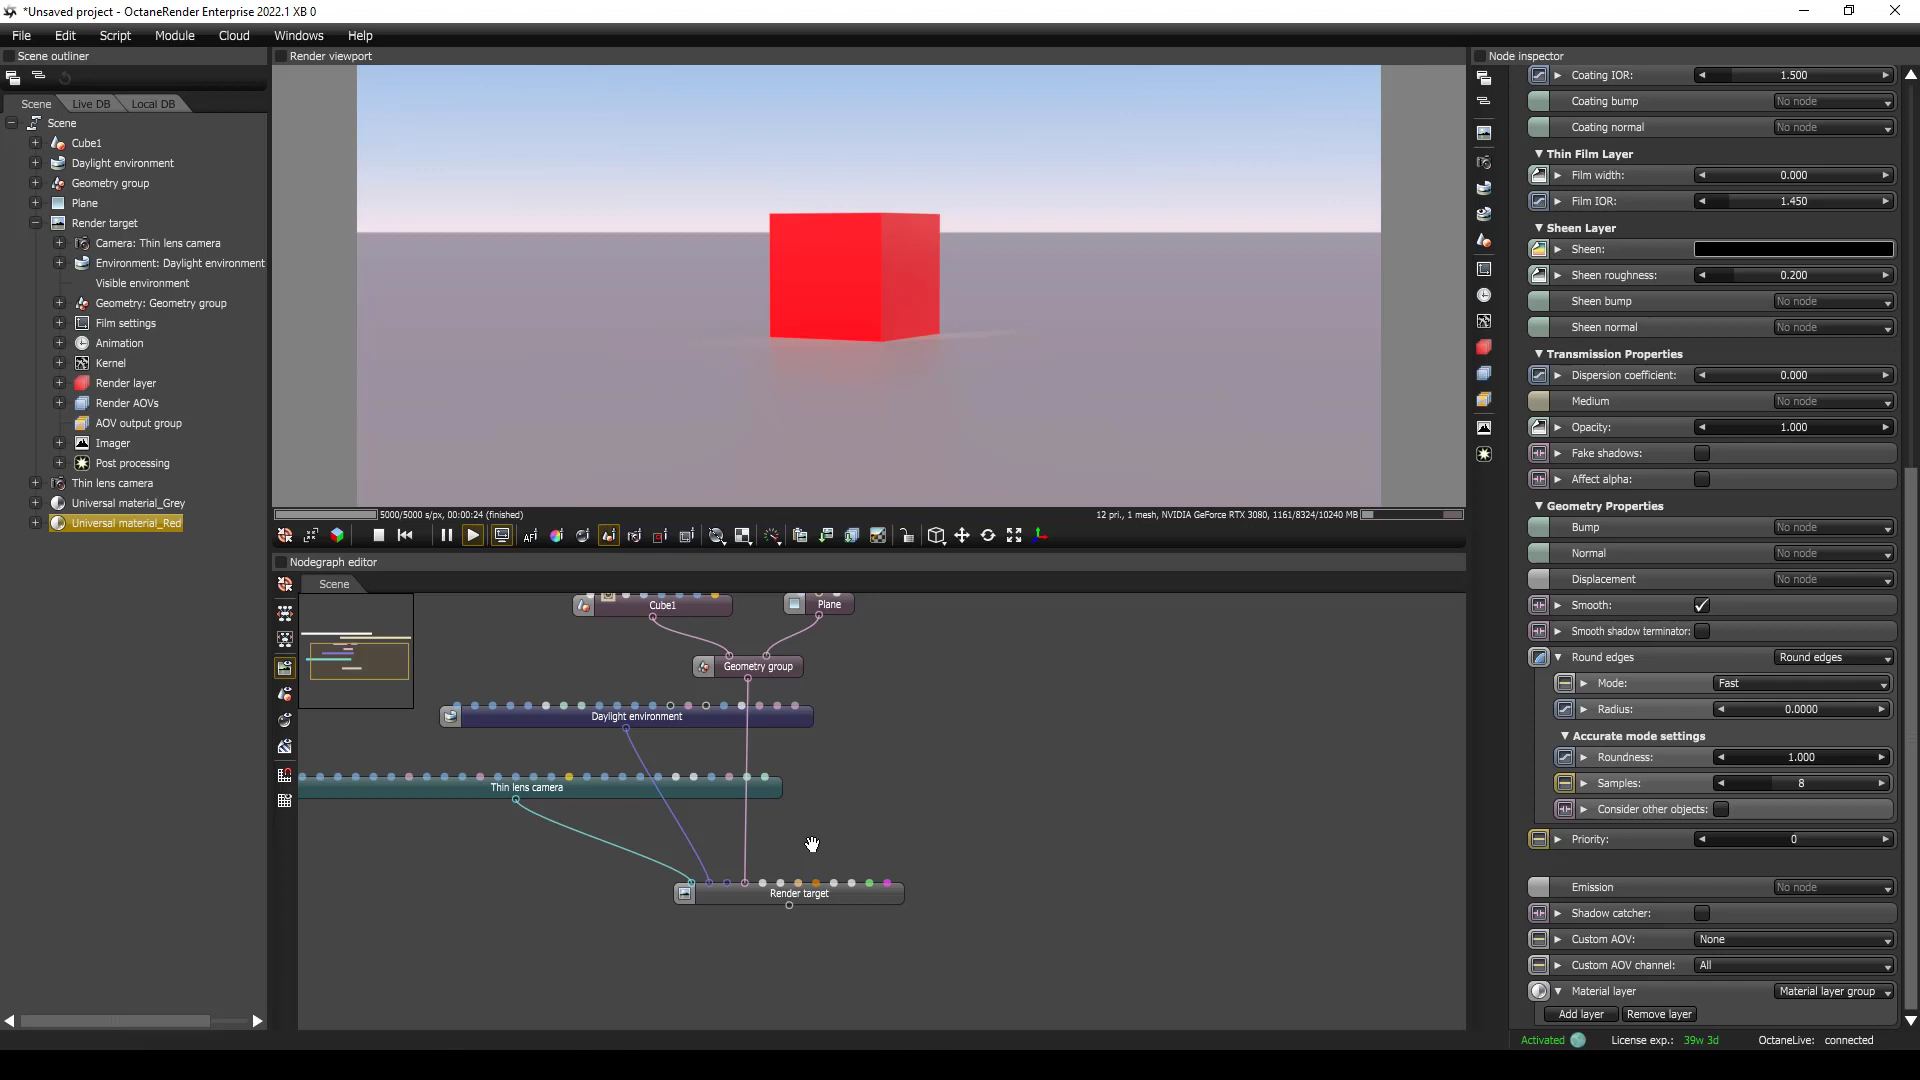 *Unsaved project - OctaneRender Enterprise 2022.1 XB 0
File Edit Script Module Cloud Windows Help
Scene outliner
Scene Live DB Local DB
Scene
Cube1
Daylight environment
Geometry group
Plane
Render target
Camera: Thin lens camera
Environment: Daylight environment
Visible environment
Geometry: Geometry group
Film settings
Animation
Kernel
Render layer
Render AOVs
AOV output group
Imager
Post processing
Thin lens camera
Universal material_Grey
Universal material_Red
Render viewport
5000/5000 s/px, 00:00:24 (finished)
12 pri., 1 mesh, NVIDIA GeForce RTX 3080, 1161/8324/10240 MB
AF
Nodegraph editor
Scene
Cube1
Plane
Geometry group
Daylight environment
Thin lens camera
Render target
Node inspector
Coating IOR: 1.500
Coating bump No node
Coating normal No node
Thin Film Layer
Film width: 0.000
Film IOR: 1.450
Sheen Layer
Sheen:
Sheen roughness: 0.200
Sheen bump No node
Sheen normal No node
Transmission Properties
Dispersion coefficient: 0.000
Medium No node
Opacity: 1.000
Fake shadows:
Affect alpha:
Geometry Properties
Bump No node
Normal No node
Displacement No node
Smooth:
Smooth shadow terminator:
Round edges Round edges
Mode: Fast
Radius: 0.0000
Accurate mode settings
Roundness: 1.000
Samples: 8
Consider other objects:
Priority: 0
Emission No node
Shadow catcher:
Custom AOV: None
Custom AOV channel: All
Material layer Material layer group
Add layer Remove layer
Activated License exp.: 39w 3d OctaneLive: connected